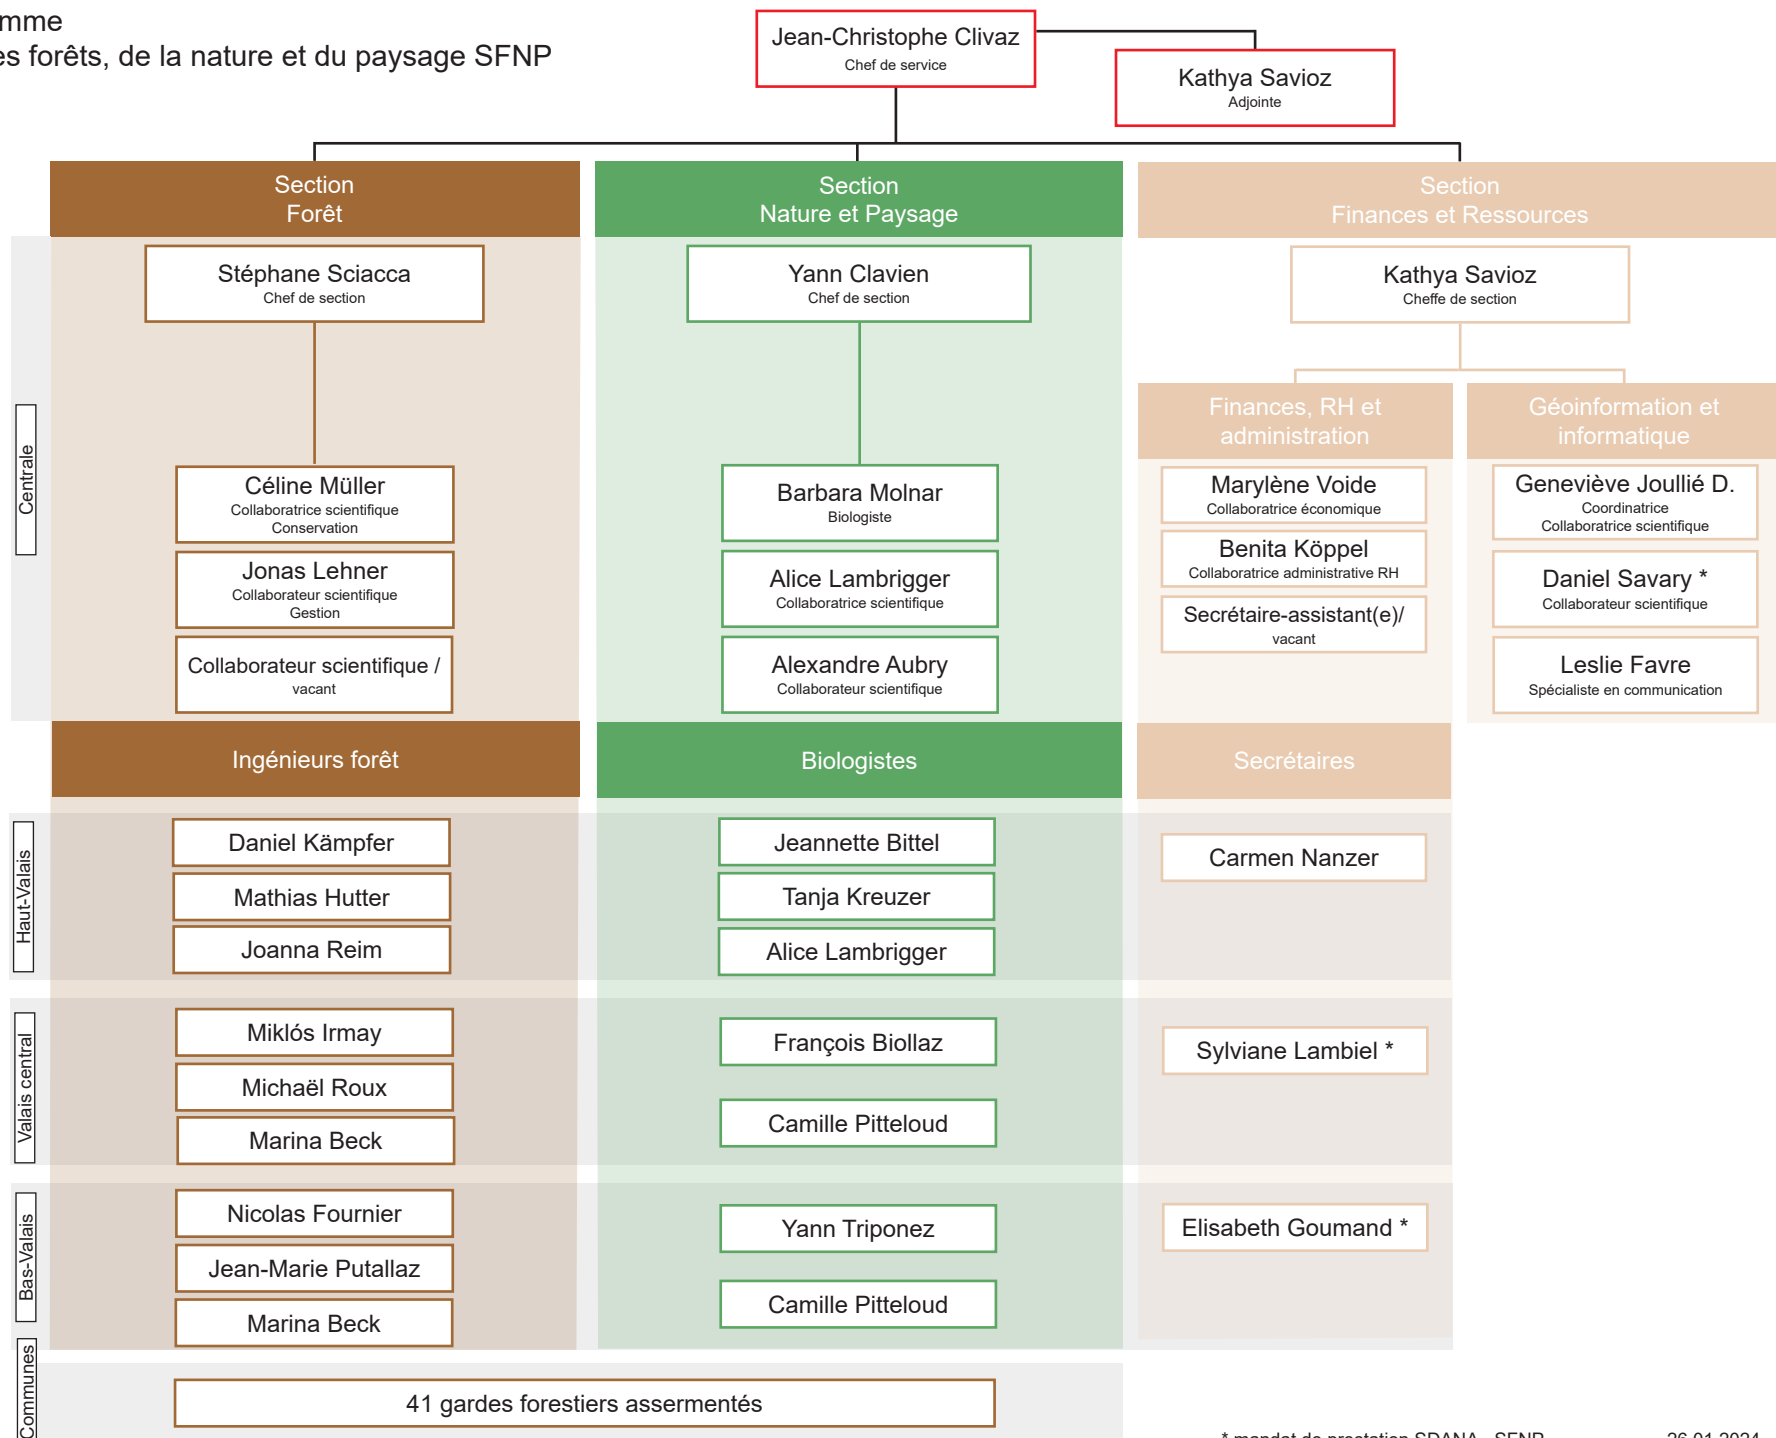 es forêts, de la nature et du paysage SFNP
Jean-Christophe Clivaz
Chef de service
Kathya Savioz
Adjointe
Section
Forêt
Section
Nature et Paysage
Section
Finances et Ressources
Centrale
Stéphane Sciacca
Chef de section
Yann Clavien
Chef de section
Kathya Savioz
Cheffe de section
Finances, RH et
administration
Géoinformation et
informatique
Céline Müller
Collaboratrice scientifique
Conservation
Jonas Lehner
Collaborateur scientifique
Gestion
Collaborateur scientifique /
vacant
Barbara Molnar
Biologiste
Alice Lambrigger
Collaboratrice scientifique
Alexandre Aubry
Collaborateur scientifique
Marylène Voide
Collaboratrice économique
Benita Köppel
Collaboratrice administrative RH
Secrétaire-assistant(e)/
vacant
Geneviève Joullié D.
Coordinatrice
Collaboratrice scientifique
Daniel Savary *
Collaborateur scientifique
Leslie Favre
Spécialiste en communication
Ingénieurs forêt
Biologistes
Secrétaires
Haut-Valais
Daniel Kämpfer
Mathias Hutter
Joanna Reim
Jeannette Bittel
Tanja Kreuzer
Alice Lambrigger
Carmen Nanzer
Valais central
Miklós Irmay
Michaël Roux
Marina Beck
François Biollaz
Camille Pitteloud
Sylviane Lambiel *
Bas-Valais
Nicolas Fournier
Jean-Marie Putallaz
Marina Beck
Yann Triponez
Camille Pitteloud
Elisabeth Goumand *
Communes
41 gardes forestiers assermentés
* mandat de prestation SDANA - SFNP
26.01.2024